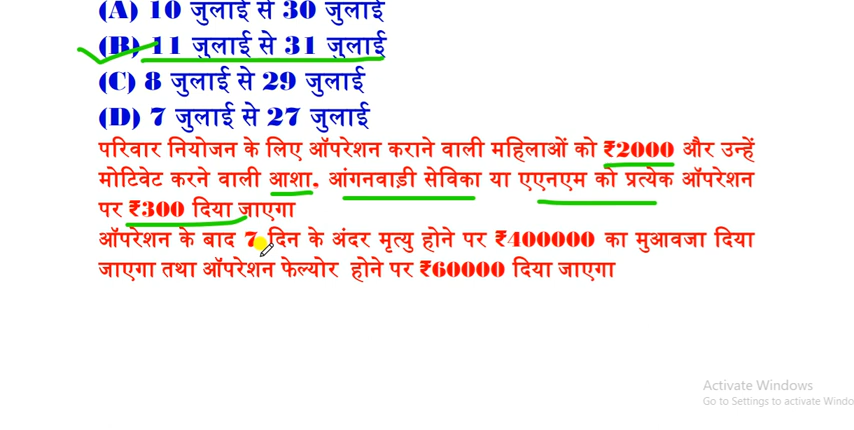 (A) 10 जुलाई से 30 जुलाई
(B) 11 जुलाई से 31 जुलाई
(C) 8 जुलाई से 29 जुलाई
(D) 7 जुलाई से 27 जुलाई
परिवार नियोजन के लिए ऑपरेशन कराने वाली महिलाओं को ₹2000 और उन्हें
मोटिवेट करने वाली आशा, आंगनवाड़ी सेविका या एएनएम को प्रत्येक ऑपरेशन
पर ₹300 दिया जाएगा
ऑपरेशन के बाद 7 दिन के अंदर मृत्यु होने पर ₹400000 का मुआवजा दिया
जाएगा तथा ऑपरेशन फेल्योर होने पर ₹60000 दिया जाएगा
Activate Windows
Go to Settings to activate Windo